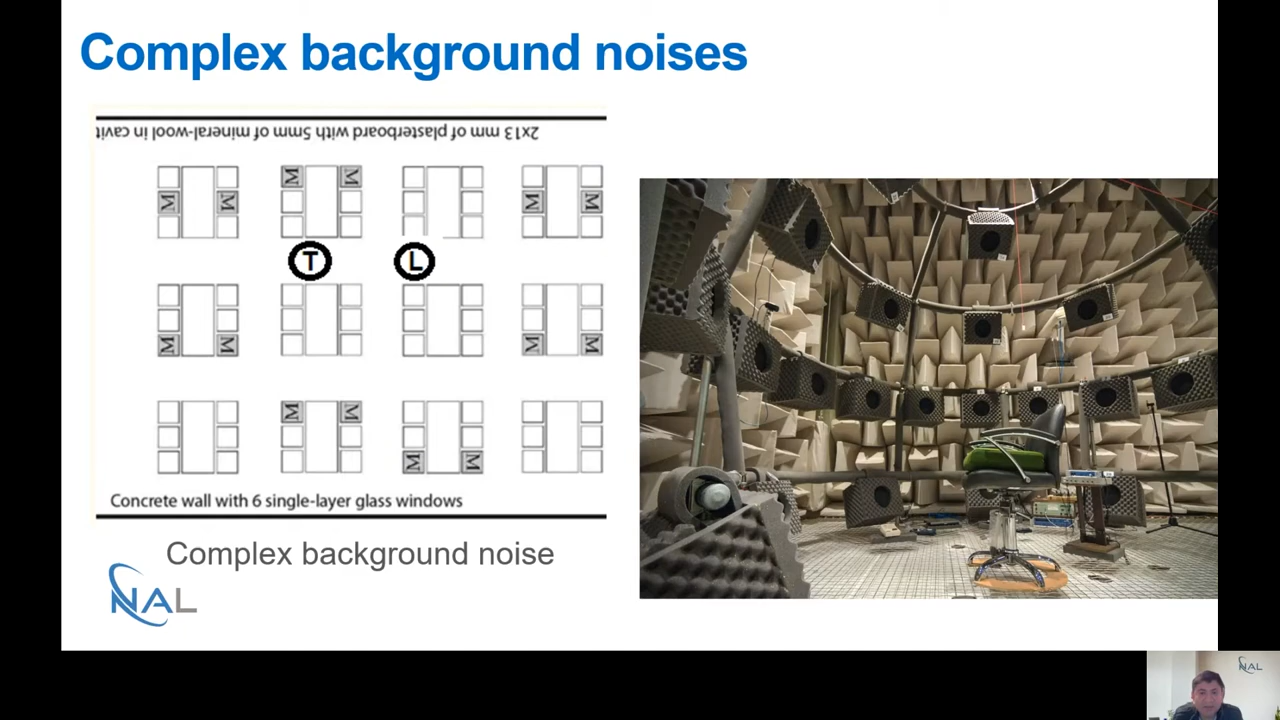 Complex background noises
2x13 mm of plasterboard with 5mm of mineral-wool in cavit
M M
M M M M
T L
M M M M
M M
M M
Concrete wall with 6 single-layer glass windows
Complex background noise
NAL
NAL